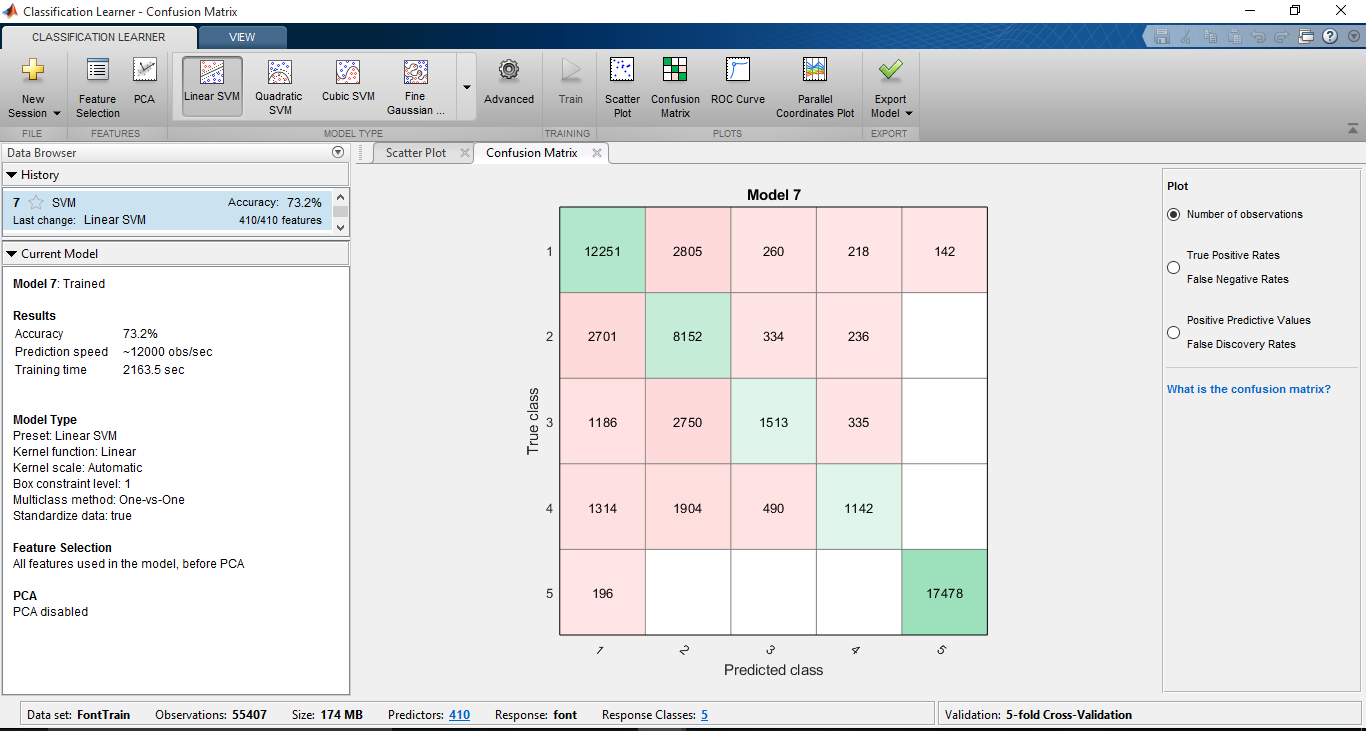 Classification Learner - Confusion Matrix
CLASSIFICATION LEARNER
VIEW
New
Session
Feature
Selection
PCA
Linear SVM
Quadratic
SVM
Cubic SVM
Fine
Gaussian ...
Advanced
Train
Scatter
Plot
Confusion
Matrix
ROC Curve
Parallel
Coordinates Plot
Export
Model
FILE
FEATURES
MODEL TYPE
TRAINING
PLOTS
EXPORT
Data Browser
History
7 SVM Accuracy: 73.2%
Last change: Linear SVM 410/410 features
Current Model
Model 7: Trained
Results
Accuracy 73.2%
Prediction speed ~12000 obs/sec
Training time 2163.5 sec
Model Type
Preset: Linear SVM
Kernel function: Linear
Kernel scale: Automatic
Box constraint level: 1
Multiclass method: One-vs-One
Standardize data: true
Feature Selection
All features used in the model, before PCA
PCA
PCA disabled
Scatter Plot
Confusion Matrix
Model 7
True class
1 12251 2805 260 218 142
2 2701 8152 334 236
3 1186 2750 1513 335
4 1314 1904 490 1142
5 196 17478
1 2 3 4 5
Predicted class
Plot
Number of observations
True Positive Rates
False Negative Rates
Positive Predictive Values
False Discovery Rates
What is the confusion matrix?
Data set: FontTrain Observations: 55407 Size: 174 MB Predictors: 410 Response: font Response Classes: 5
Validation: 5-fold Cross-Validation